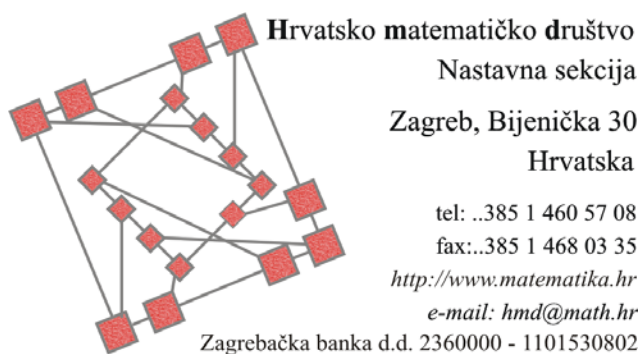 Hrvatsko matematičko društvo
Nastavna sekcija
Zagreb, Bijenička 30
Hrvatska
tel: ..385 1 460 57 08
fax:..385 1 468 03 35
http://www.matematika.hr
e-mail: hmd@math.hr
Zagrebačka banka d.d. 2360000 - 1101530802